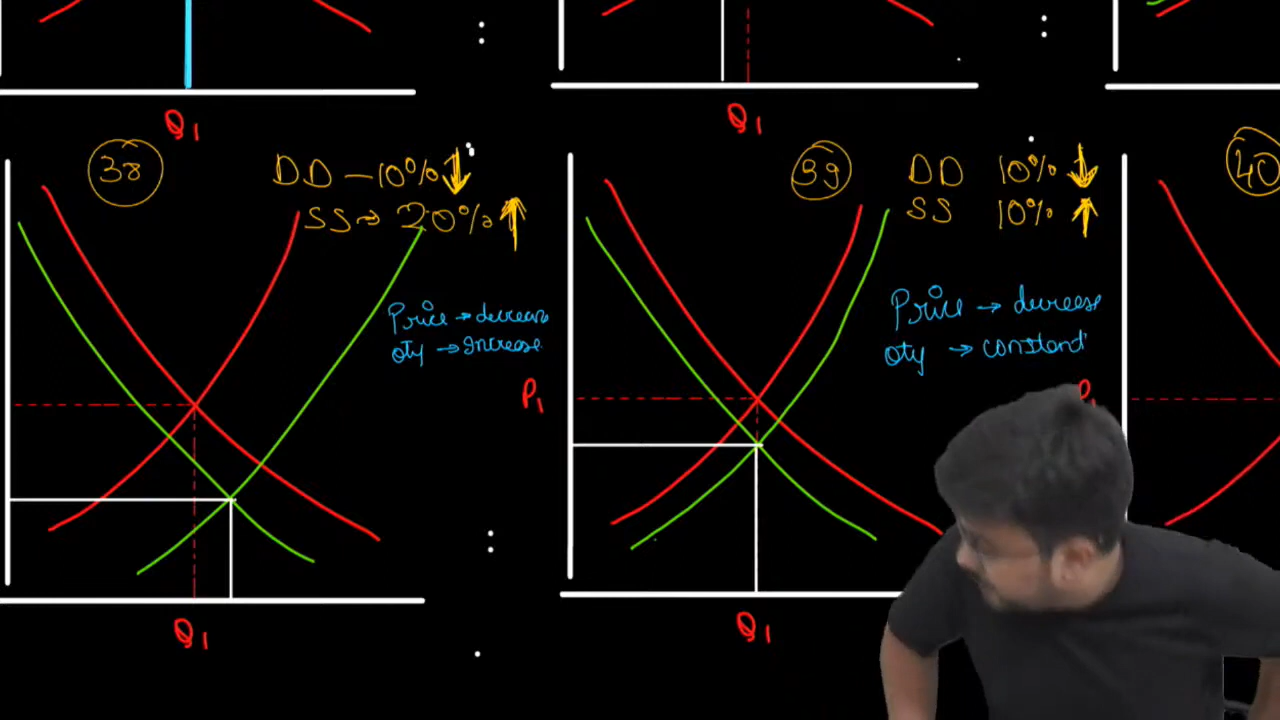 Q1
Q1
38
DD – 10% ↓
SS → 20% ↑
Price → decrease
Qty → Increase
P1
Q1
39
DD 10% ↓
SS 10% ↑
Price → decrease
Qty → constant
P1
Q1
40